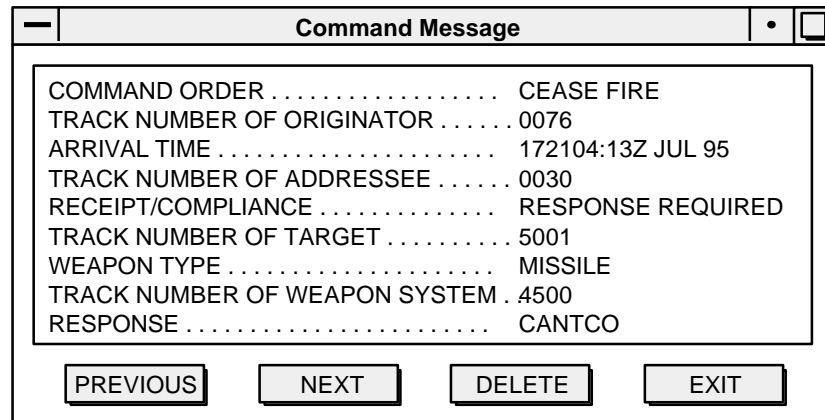 Command Message
COMMAND ORDER . . . . . . . . . . . . . . . . . . CEASE FIRE
TRACK NUMBER OF ORIGINATOR . . . . . . 0076
ARRIVAL TIME . . . . . . . . . . . . . . . . . . . . . . 172104:13Z JUL 95
TRACK NUMBER OF ADDRESSEE . . . . . . 0030
RECEIPT/COMPLIANCE . . . . . . . . . . . . . . RESPONSE REQUIRED
TRACK NUMBER OF TARGET . . . . . . . . . . 5001
WEAPON TYPE . . . . . . . . . . . . . . . . . . . . . MISSILE
TRACK NUMBER OF WEAPON SYSTEM . 4500
RESPONSE . . . . . . . . . . . . . . . . . . . . . . . . CANTCO
PREVIOUS NEXT DELETE EXIT